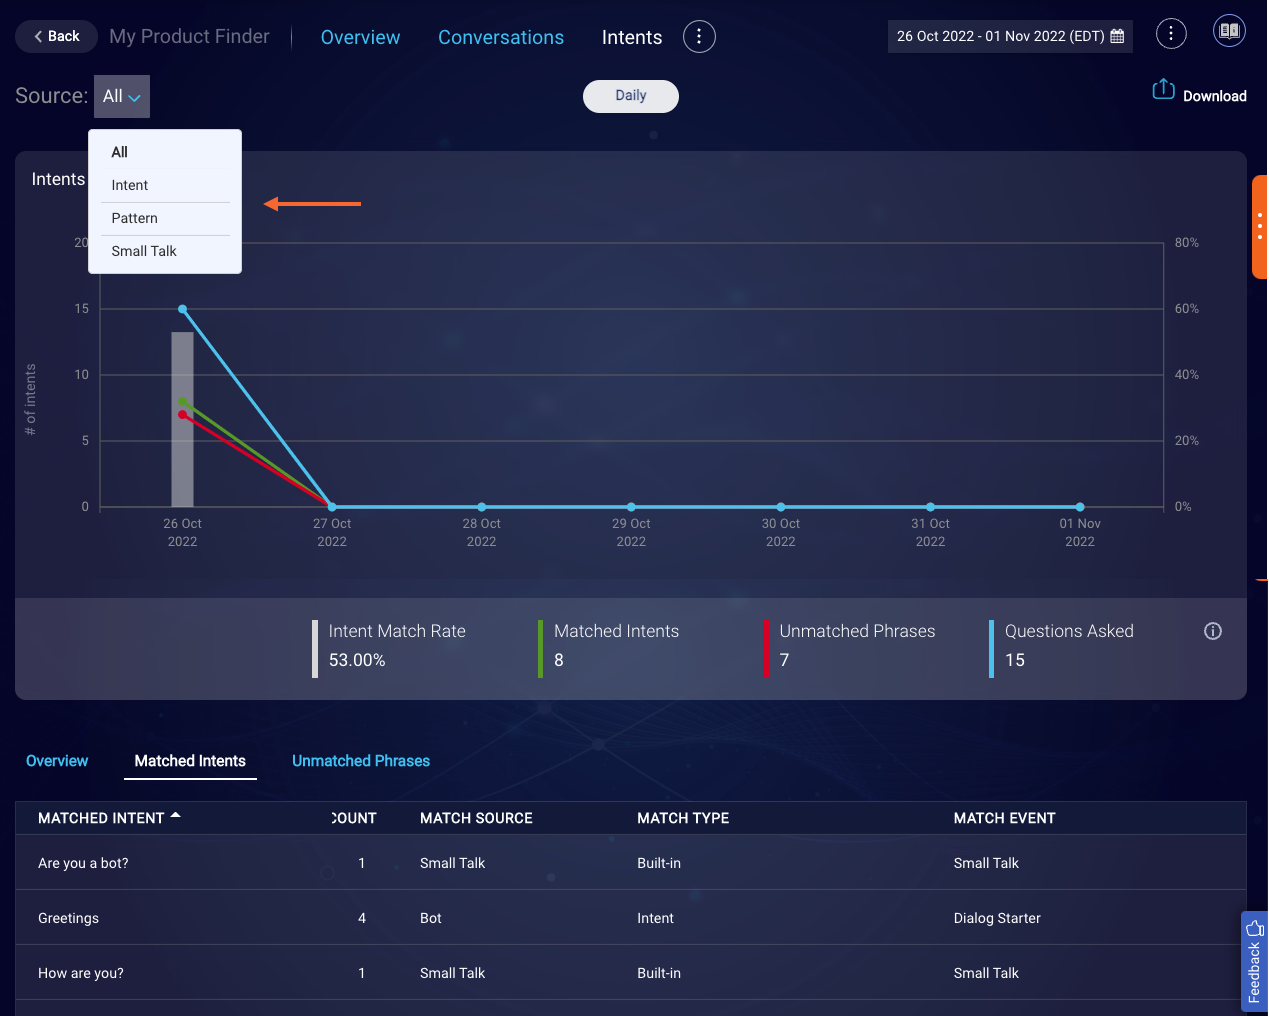 Back My Product Finder Overview Conversations Intents 26 Oct 2022 - 01 Nov 2022 (EDT)
Source: All Daily Download
All
Intent
Pattern
Small Talk
Intents
20 80%
15 60%
10 40%
5 20%
0 0%
# of intents
26 Oct 2022
27 Oct 2022
28 Oct 2022
29 Oct 2022
30 Oct 2022
31 Oct 2022
01 Nov 2022
Intent Match Rate
53.00%
Matched Intents
8
Unmatched Phrases
7
Questions Asked
15
Overview Matched Intents Unmatched Phrases
MATCHED INTENT COUNT MATCH SOURCE MATCH TYPE MATCH EVENT
Are you a bot? 1 Small Talk Built-in Small Talk
Greetings 4 Bot Intent Dialog Starter
How are you? 1 Small Talk Built-in Small Talk
Feedback